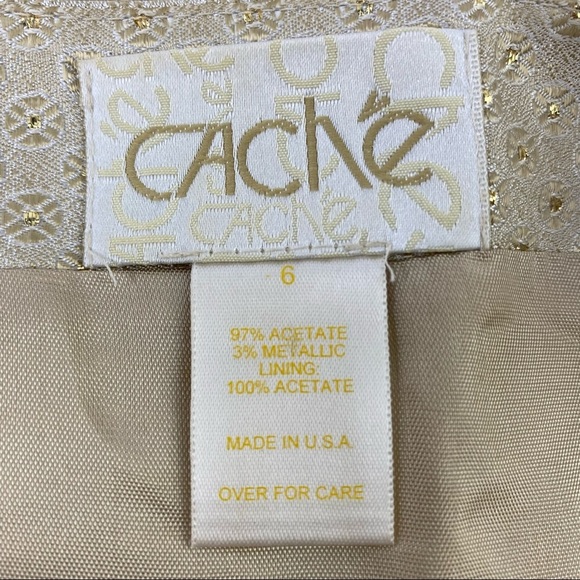 CAChé
CAChé
6
97% ACETATE
3% METALLIC
LINING:
100% ACETATE
MADE IN U.S.A.
OVER FOR CARE